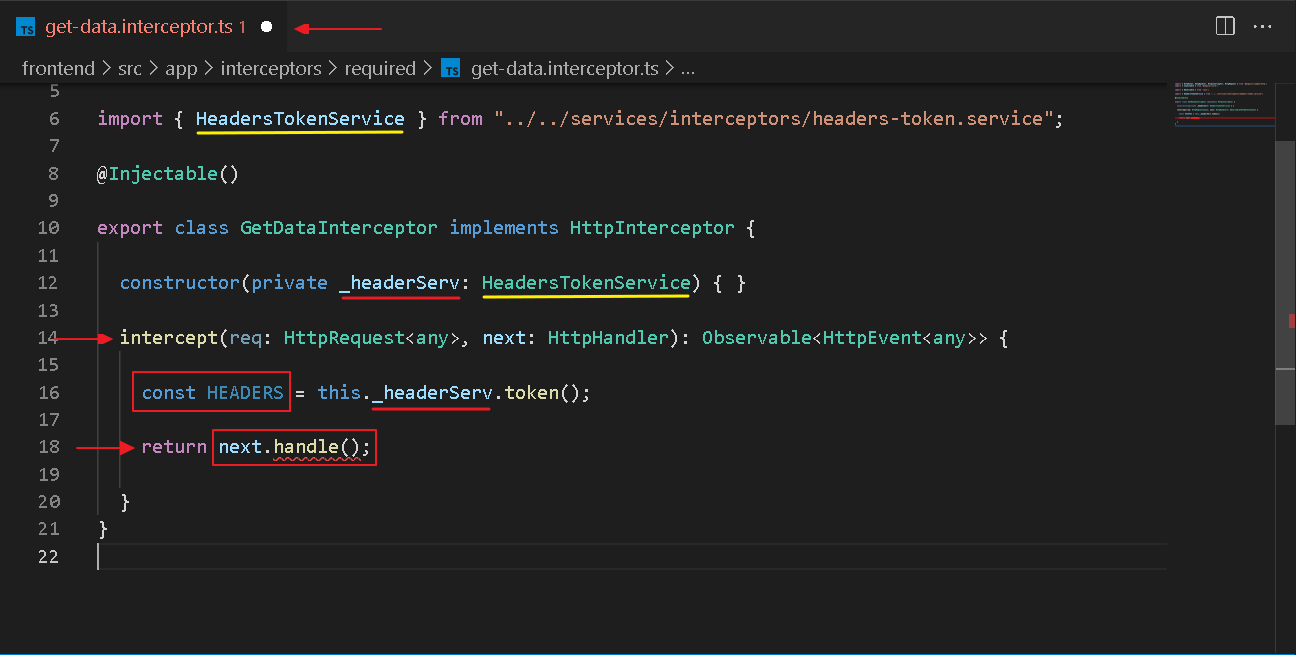 TS get-data.interceptor.ts 1
frontend > src > app > interceptors > required > TS get-data.interceptor.ts > ...
5
6 import { HeadersTokenService } from "../../services/interceptors/headers-token.service";
7
8 @Injectable()
9
10 export class GetDataInterceptor implements HttpInterceptor {
11
12 constructor(private _headerServ: HeadersTokenService) { }
13
14 intercept(req: HttpRequest<any>, next: HttpHandler): Observable<HttpEvent<any>> {
15
16 const HEADERS = this._headerServ.token();
17
18 return next.handle();
19
20 }
21 }
22